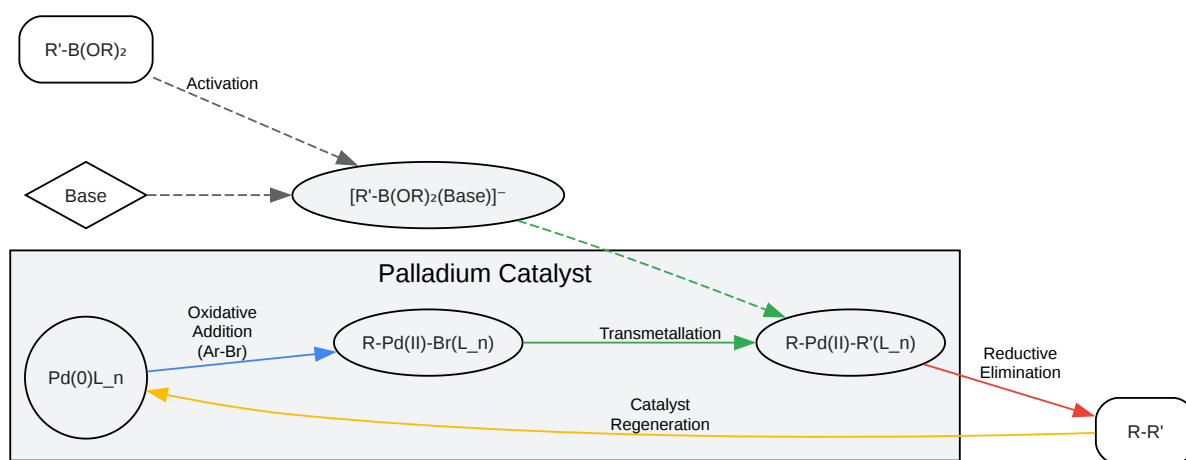 R'-B(OR)₂
Activation
Base
[R'-B(OR)₂(Base)]⁻
Palladium Catalyst
Oxidative
Addition
(Ar-Br)
Pd(0)L_n
R-Pd(II)-Br(L_n)
Transmetallation
R-Pd(II)-R'(L_n)
Reductive
Elimination
Catalyst
Regeneration
R-R'